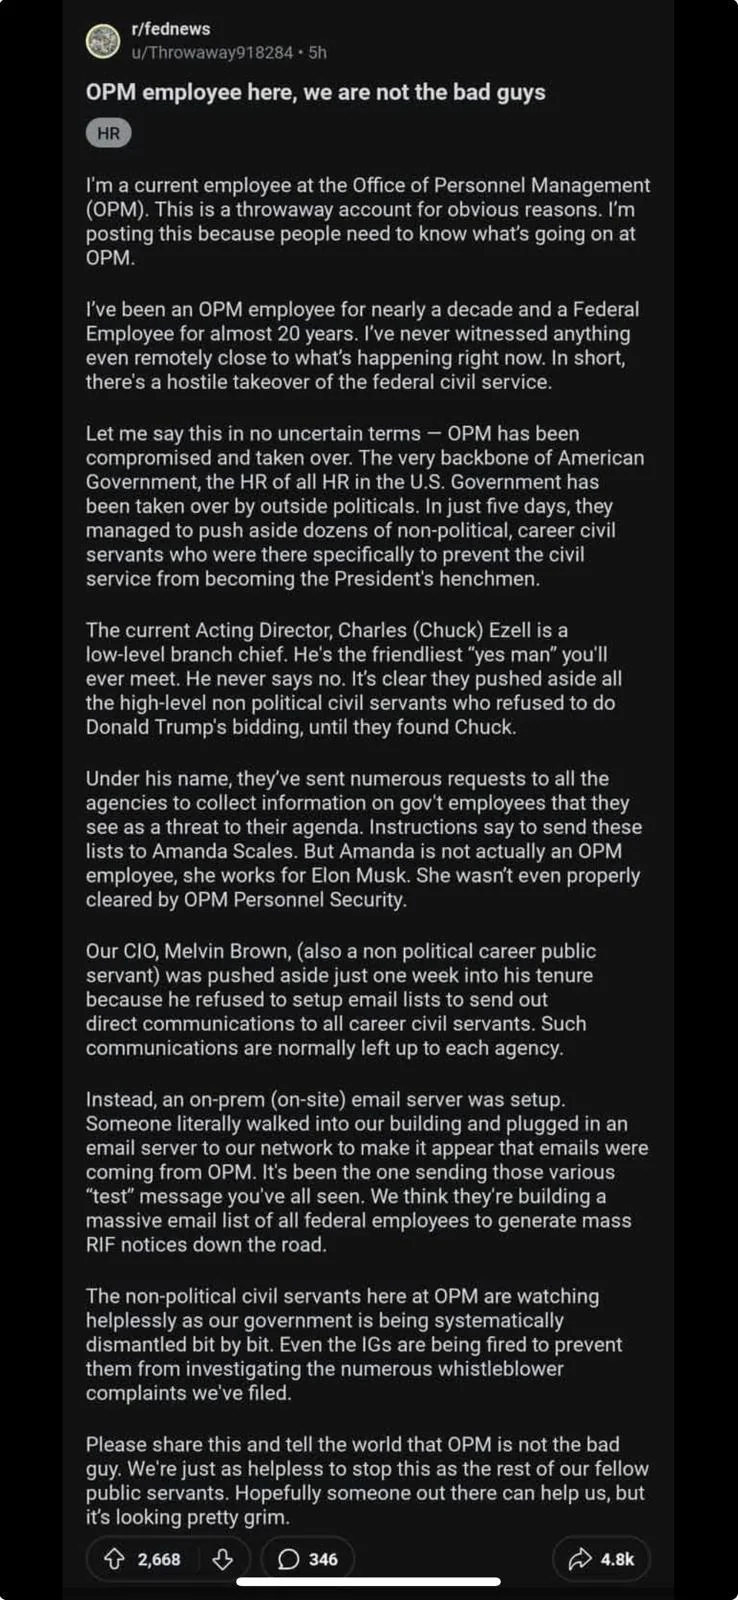 r/fednews
u/Throwaway918284 • 5h
OPM employee here, we are not the bad guys
HR
I'm a current employee at the Office of Personnel Management
(OPM). This is a throwaway account for obvious reasons. I'm
posting this because people need to know what's going on at
OPM.
I've been an OPM employee for nearly a decade and a Federal
Employee for almost 20 years. I've never witnessed anything
even remotely close to what's happening right now. In short,
there's a hostile takeover of the federal civil service.
Let me say this in no uncertain terms — OPM has been
compromised and taken over. The very backbone of American
Government, the HR of all HR in the U.S. Government has
been taken over by outside politicals. In just five days, they
managed to push aside dozens of non-political, career civil
servants who were there specifically to prevent the civil
service from becoming the President's henchmen.
The current Acting Director, Charles (Chuck) Ezell is a
low-level branch chief. He's the friendliest “yes man” you'll
ever meet. He never says no. It's clear they pushed aside all
the high-level non political civil servants who refused to do
Donald Trump's bidding, until they found Chuck.
Under his name, they've sent numerous requests to all the
agencies to collect information on gov't employees that they
see as a threat to their agenda. Instructions say to send these
lists to Amanda Scales. But Amanda is not actually an OPM
employee, she works for Elon Musk. She wasn't even properly
cleared by OPM Personnel Security.
Our CIO, Melvin Brown, (also a non political career public
servant) was pushed aside just one week into his tenure
because he refused to setup email lists to send out
direct communications to all career civil servants. Such
communications are normally left up to each agency.
Instead, an on-prem (on-site) email server was setup.
Someone literally walked into our building and plugged in an
email server to our network to make it appear that emails were
coming from OPM. It's been the one sending those various
“test” message you've all seen. We think they're building a
massive email list of all federal employees to generate mass
RIF notices down the road.
The non-political civil servants here at OPM are watching
helplessly as our government is being systematically
dismantled bit by bit. Even the IGs are being fired to prevent
them from investigating the numerous whistleblower
complaints we've filed.
Please share this and tell the world that OPM is not the bad
guy. We're just as helpless to stop this as the rest of our fellow
public servants. Hopefully someone out there can help us, but
it's looking pretty grim.
2,668 346 4.8k